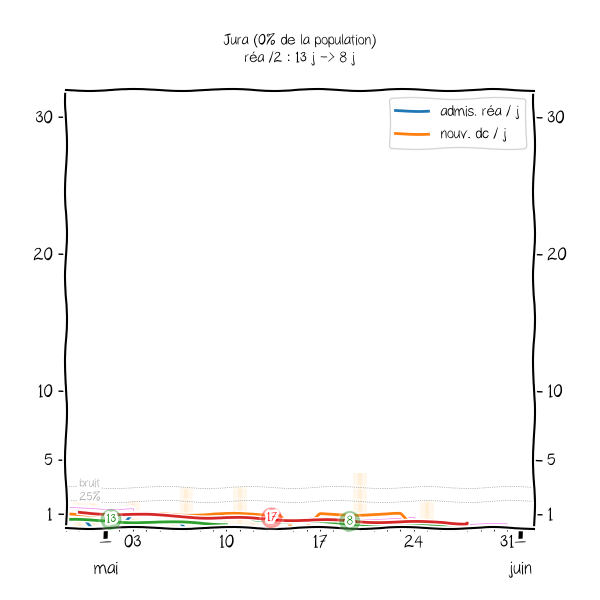 Jura (0% de la population)
réa /2 : 13 j -> 8 j
admis. réa / j
nouv. dc / j
30 30
20 20
10 10
5 5
bruit
25%
1 1
13 17 8
03 10 17 24 31
mai juin